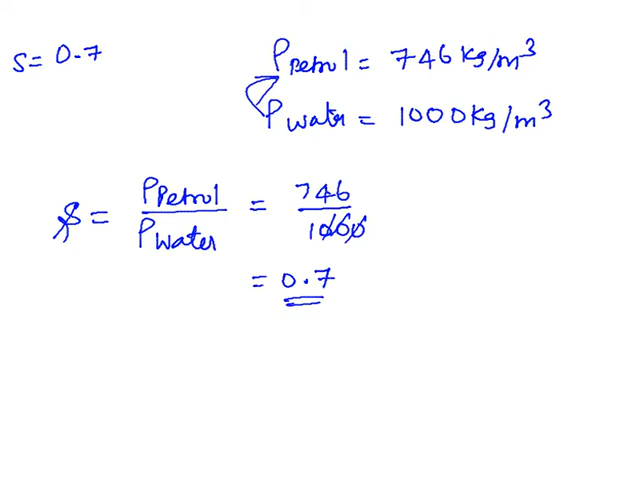 S = 0.7
ρPetrol = 746 kg/m³
ρwater = 1000 kg/m³
S = ρPetrol / ρwater = 746 / 1000
= 0.7